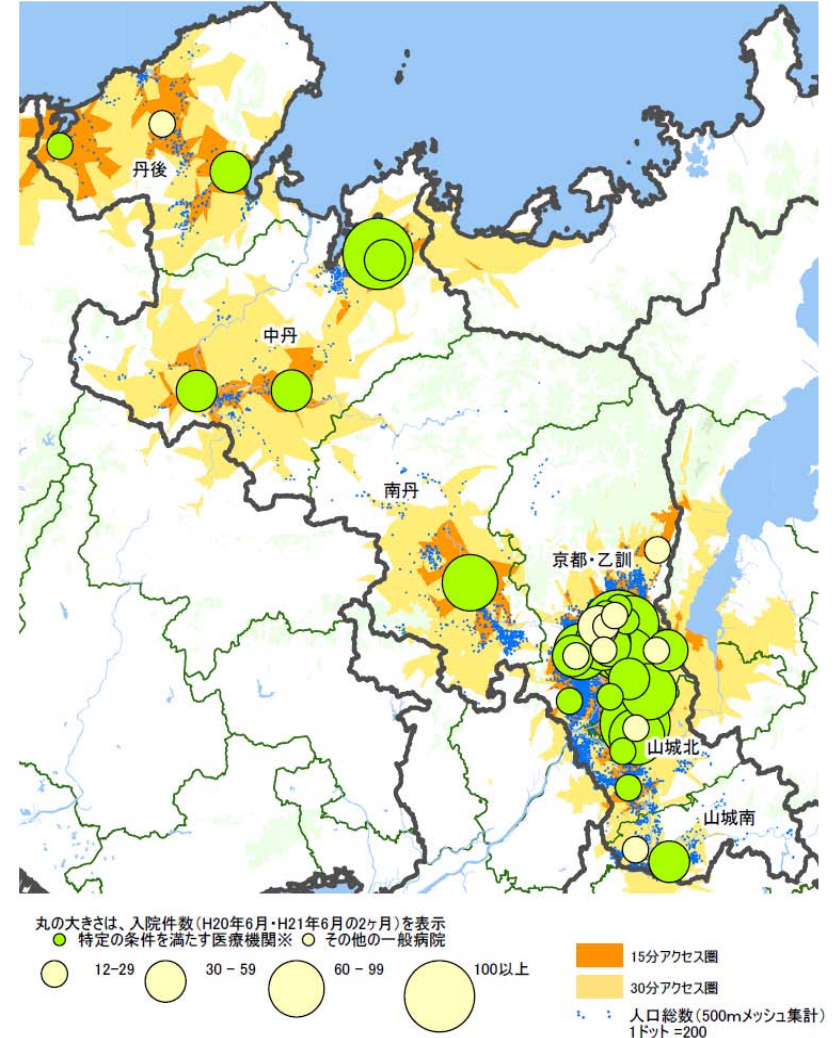 丹後
中丹
南丹
京都・乙訓
山城北
山城南
丸の大きさは、入院件数(H20年6月・H21年6月の2ヶ月)を表示
特定の条件を満たす医療機関※ その他の一般病院
12-29 30 - 59 60 - 99 100以上
15分アクセス圏
30分アクセス圏
人口総数(500mメッシュ集計)
1ドット =200